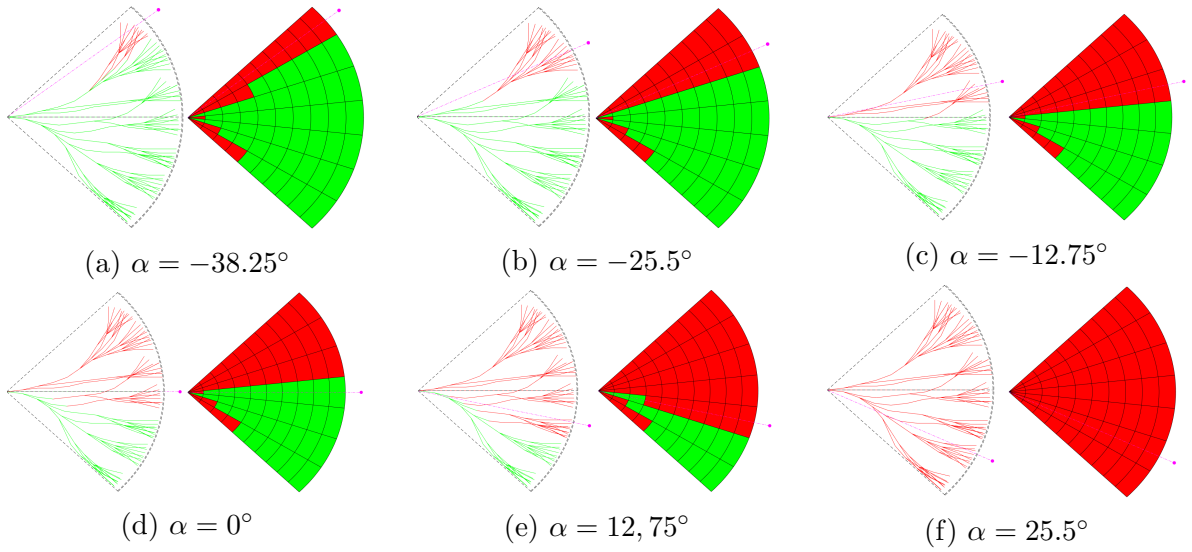 (a) α = −38.25°
(b) α = −25.5°
(c) α = −12.75°
(d) α = 0°
(e) α = 12, 75°
(f) α = 25.5°